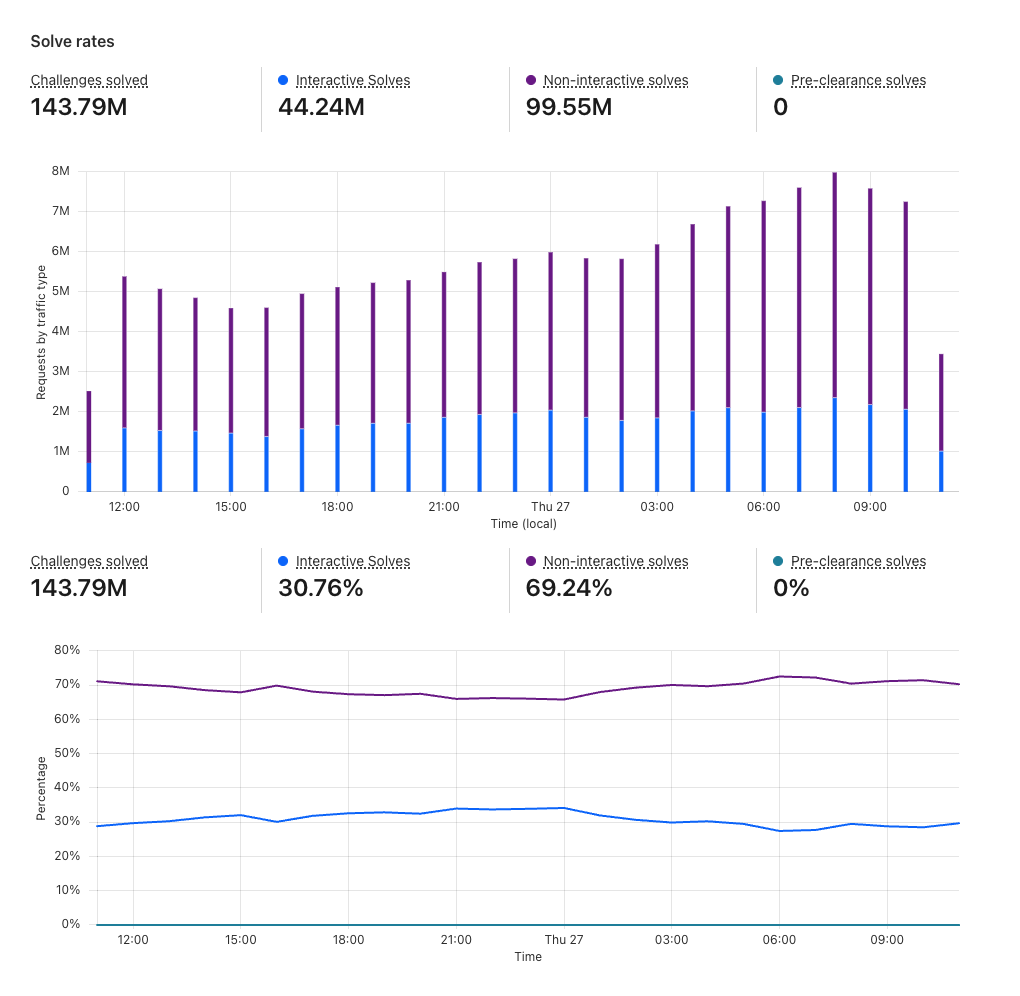 Solve rates
Challenges solved
143.79M
Interactive Solves
44.24M
Non-interactive solves
99.55M
Pre-clearance solves
0
Requests by traffic type
8M
7M
6M
5M
4M
3M
2M
1M
0
12:00 15:00 18:00 21:00 Thu 27 03:00 06:00 09:00
Time (local)
Challenges solved
143.79M
Interactive Solves
30.76%
Non-interactive solves
69.24%
Pre-clearance solves
0%
Percentage
80%
70%
60%
50%
40%
30%
20%
10%
0%
12:00 15:00 18:00 21:00 Thu 27 03:00 06:00 09:00
Time